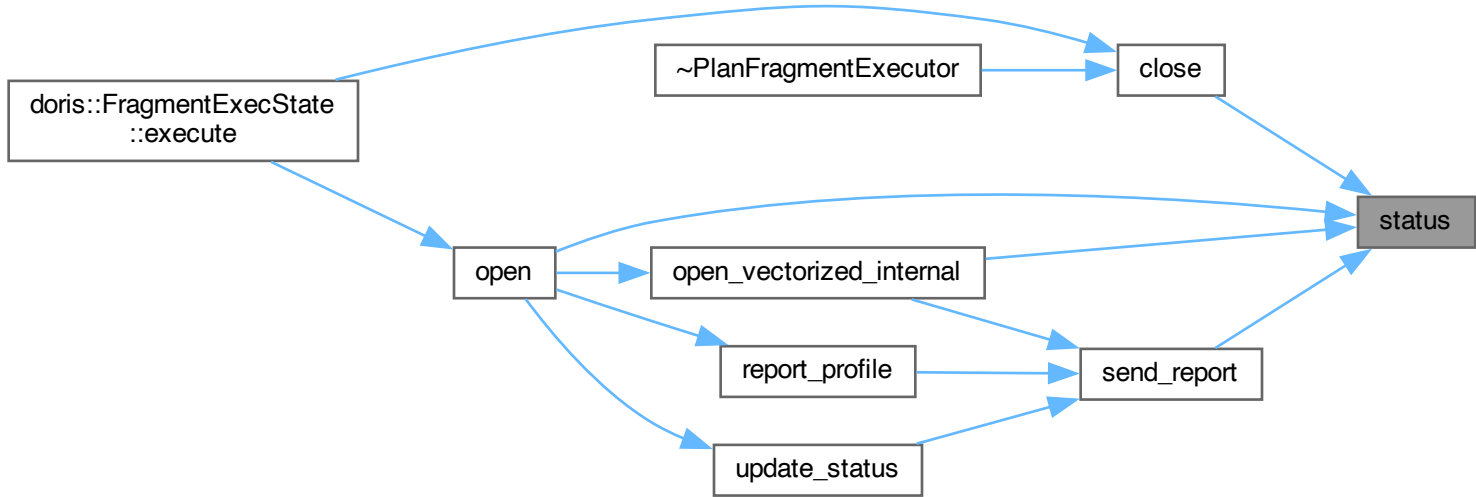 doris::FragmentExecState
::execute
~PlanFragmentExecutor
close
status
open
open_vectorized_internal
report_profile
send_report
update_status